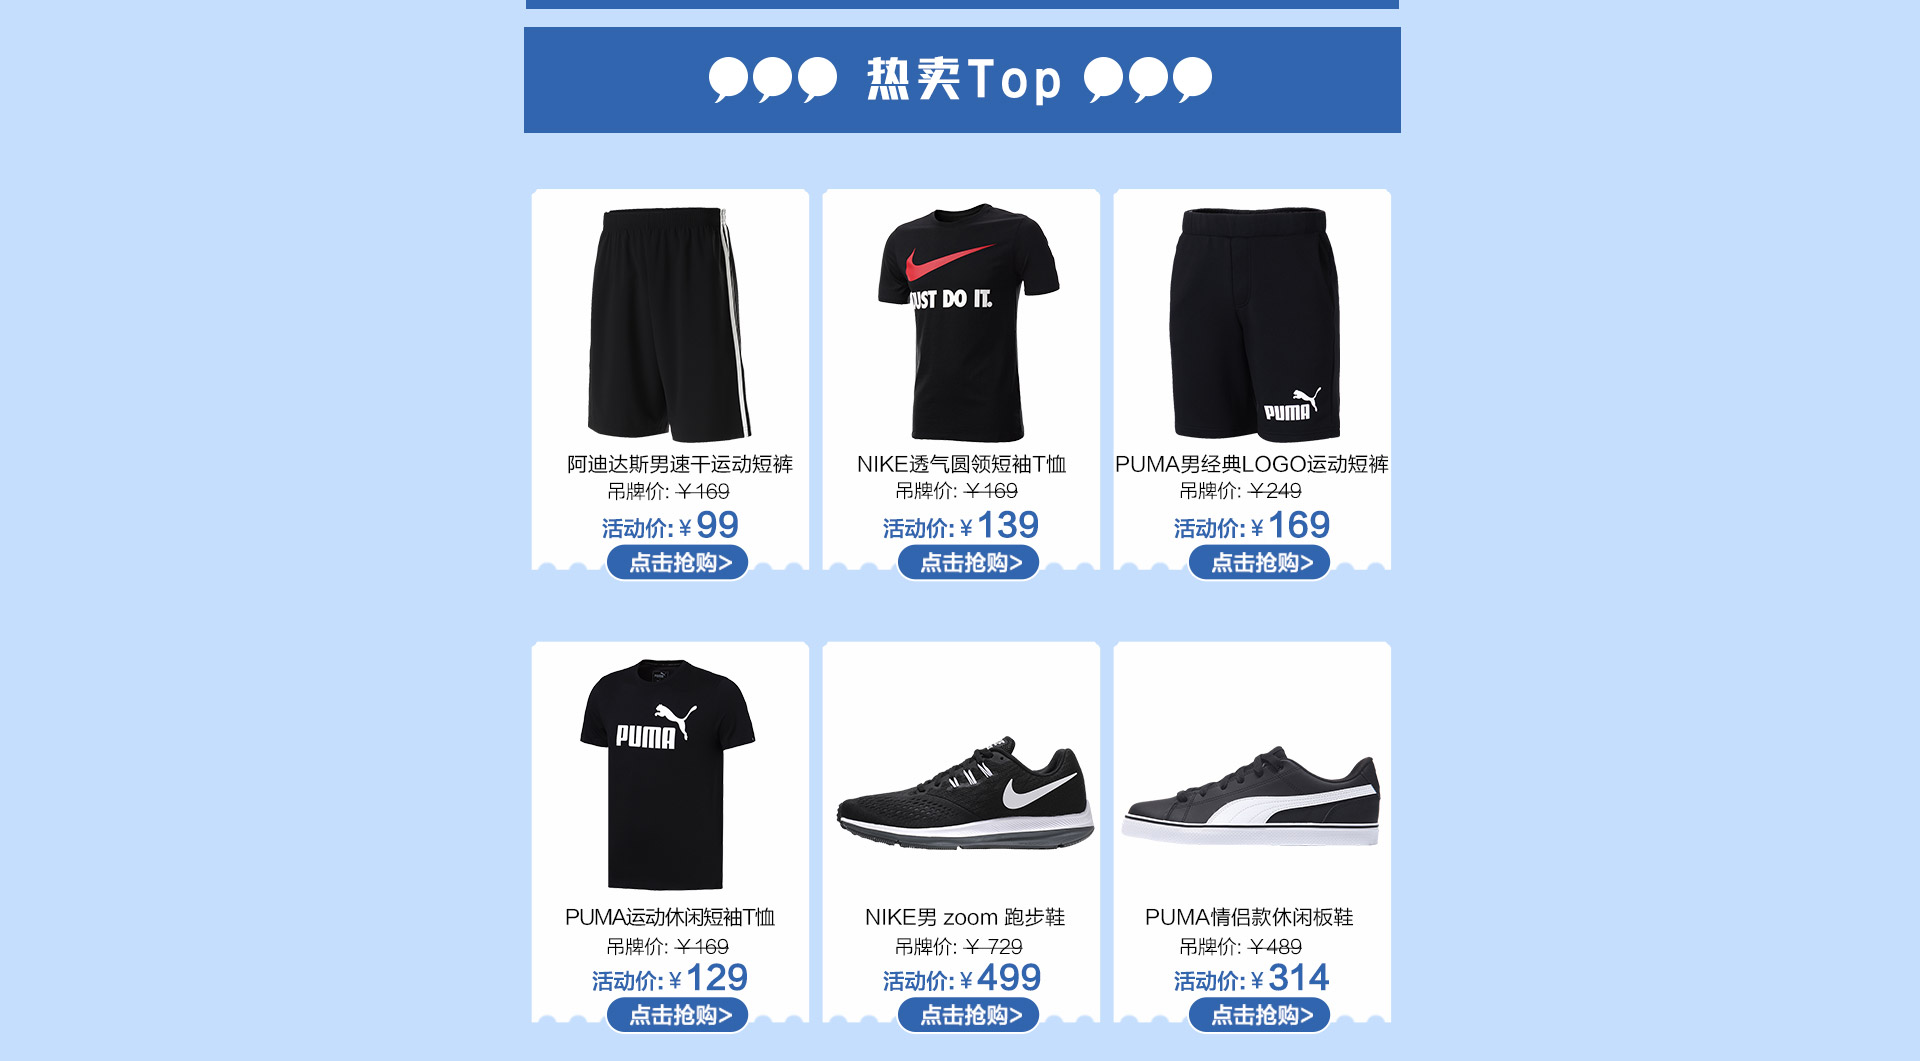 热卖Top
JUST DO IT.
PUMA
阿迪达斯男速干运动短裤
吊牌价: ￥169
活动价:￥99
点击抢购>
NIKE透气圆领短袖T恤
吊牌价: ￥169
活动价:￥139
点击抢购>
PUMA男经典LOGO运动短裤
吊牌价: ￥249
活动价:￥169
点击抢购>
PUMA
PUMA运动休闲短袖T恤
吊牌价: ￥169
活动价:￥129
点击抢购>
NIKE男 zoom 跑步鞋
吊牌价: ￥ 729
活动价:￥499
点击抢购>
PUMA情侣款休闲板鞋
吊牌价: ￥489
活动价:￥314
点击抢购>